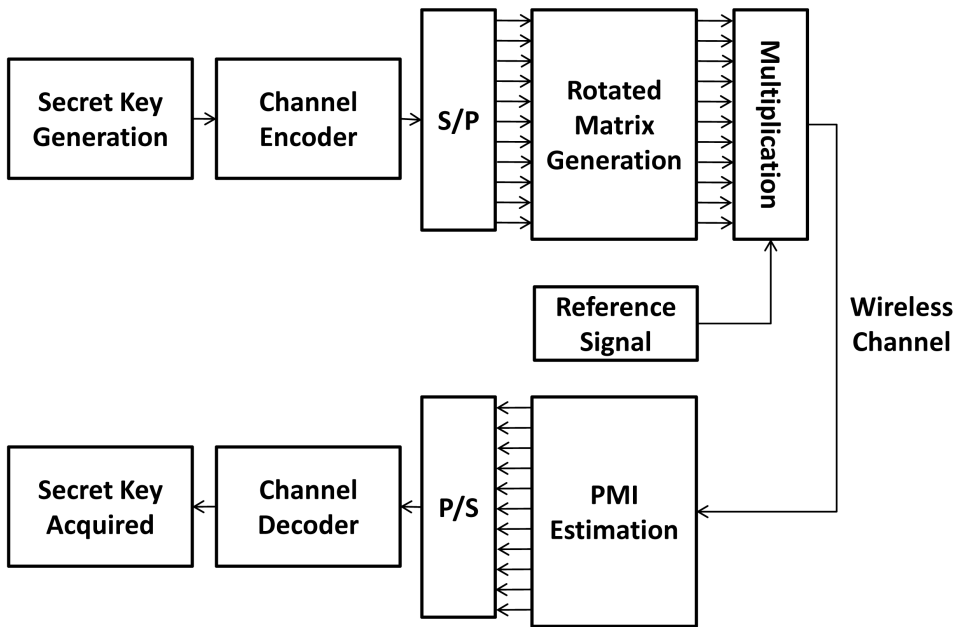 Secret Key
Generation
Channel
Encoder
S/P
Rotated
Matrix
Generation
Multiplication
Reference
Signal
Wireless
Channel
Secret Key
Acquired
Channel
Decoder
P/S
PMI
Estimation